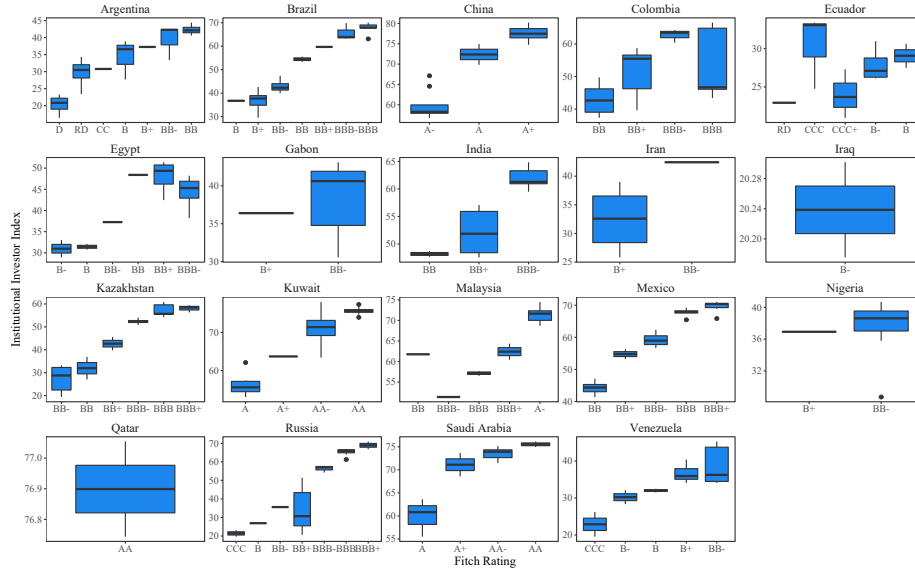 Argentina Brazil China Colombia Ecuador
45 40 35 30 25 20
70 60 50 40 30
80 75 70 65 60
60 50 40
30 25
D RD CC B B+ BB- BB
B B+ BB- BB BB+ BBB- BBB
A- A A+
BB BB+ BBB- BBB
RD CCC CCC+ B- B
Egypt Gabon India Iran Iraq
50 45 40 35 30
40 35
65 60 55 50
40 35 30 25
20.28 20.24 20.20
B- B BB- BB BB+ BBB-
B+ BB-
BB BB+ BBB-
B+ BB-
B-
Institutional Investor Index
Kazakhstan Kuwait Malaysia Mexico Nigeria
60 50 40 30 20
75 70 65 60 55
75 70 65 60 55
70 60 50 40
40 36 32
BB- BB BB+ BBB- BBB BBB+
A A+ AA- AA
BB BBB- BBB BBB+ A-
BB BB+ BBB- BBB BBB+
B+ BB-
Qatar Russia Saudi Arabia Venezuela
77.0 76.9 76.8
70 60 50 40 30 20
75 70 65 60 55
40 30 20
AA
CCC B BB- BB+ BBB- BBB BBB+
A A+ AA- AA
CCC B- B B+ BB-
Fitch Rating